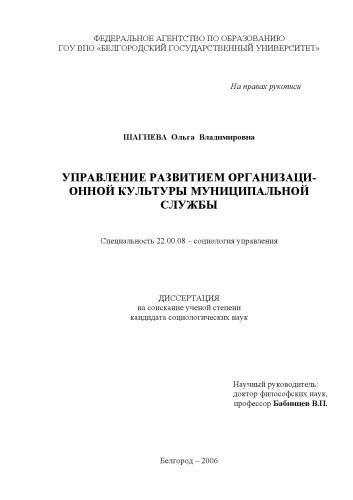 ФЕДЕРАЛЬНОЕ АГЕНТСТВО ПО ОБРАЗОВАНИЮ
ГОУ ВПО «БЕЛГОРОДСКИЙ ГОСУДАРСТВЕННЫЙ УНИВЕРСИТЕТ»
На правах рукописи
ШАГИЕВА Ольга Владимировна
УПРАВЛЕНИЕ РАЗВИТИЕМ ОРГАНИЗАЦИ-
ОННОЙ КУЛЬТУРЫ МУНИЦИПАЛЬНОЙ
СЛУЖБЫ
Специальность 22.00.08 – социология управления
ДИССЕРТАЦИЯ
на соискание ученой степени
кандидата социологических наук
Научный руководитель:
доктор философских наук,
профессор Бабинцев В.П.
Белгород – 2006